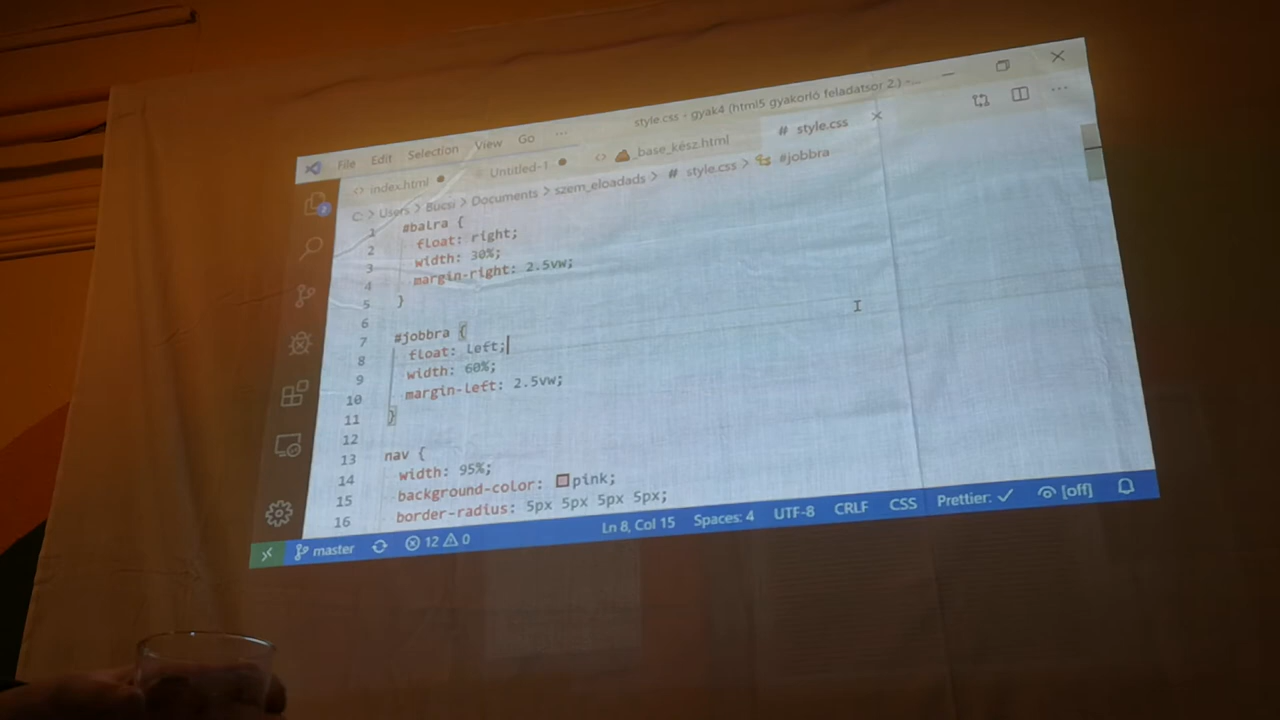 File Edit Selection View Go ... style.css - gyak4 (html5 gyakorló feladatsor 2.) -...
<> index.html Untitled-1 <> _base_kész.html # style.css
C: > Users > Bucsi > Documents > szem_eloadads > # style.css > #jobbra
1 #balra {
2 float: right;
3 width: 30%;
4 margin-right: 2.5vw;
5 }
6
7 #jobbra {
8 float: left;
9 width: 60%;
10 margin-left: 2.5vw;
11 }
12
13 nav {
14 width: 95%;
15 background-color: pink;
16 border-radius: 5px 5px 5px 5px;
master 12 0 Ln 8, Col 15 Spaces: 4 UTF-8 CRLF CSS Prettier: ✓ [off]